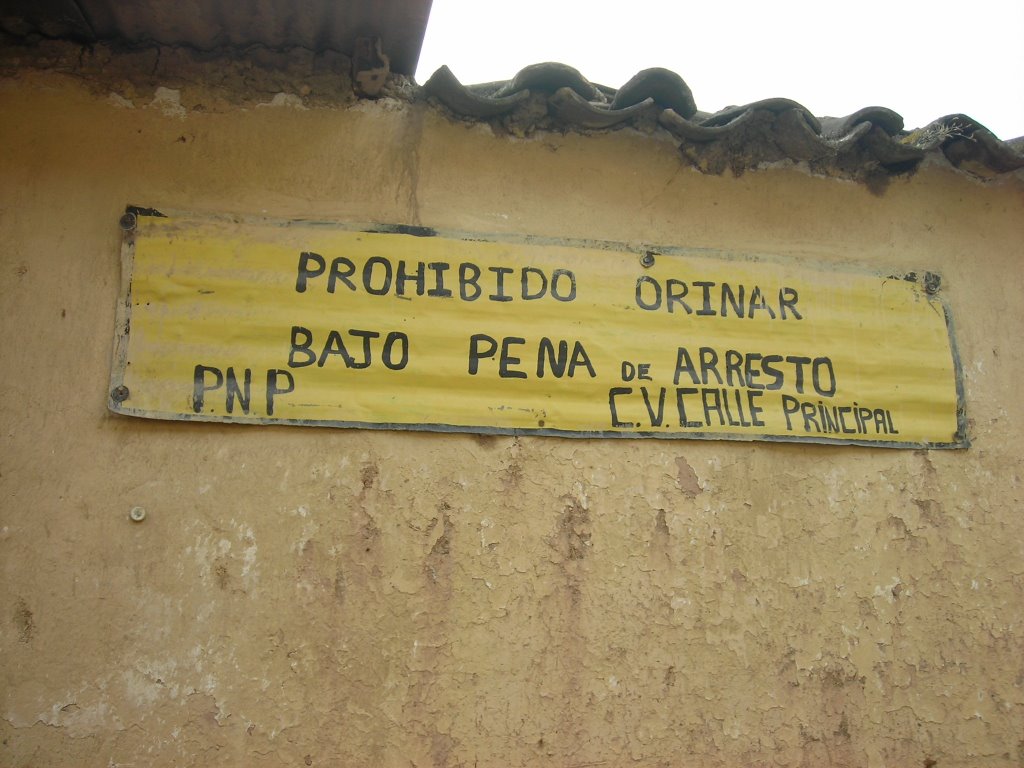 PROHIBIDO ORINAR
BAJO PENA DE ARRESTO
P.N.P C.V. CALLE PRINCIPAL